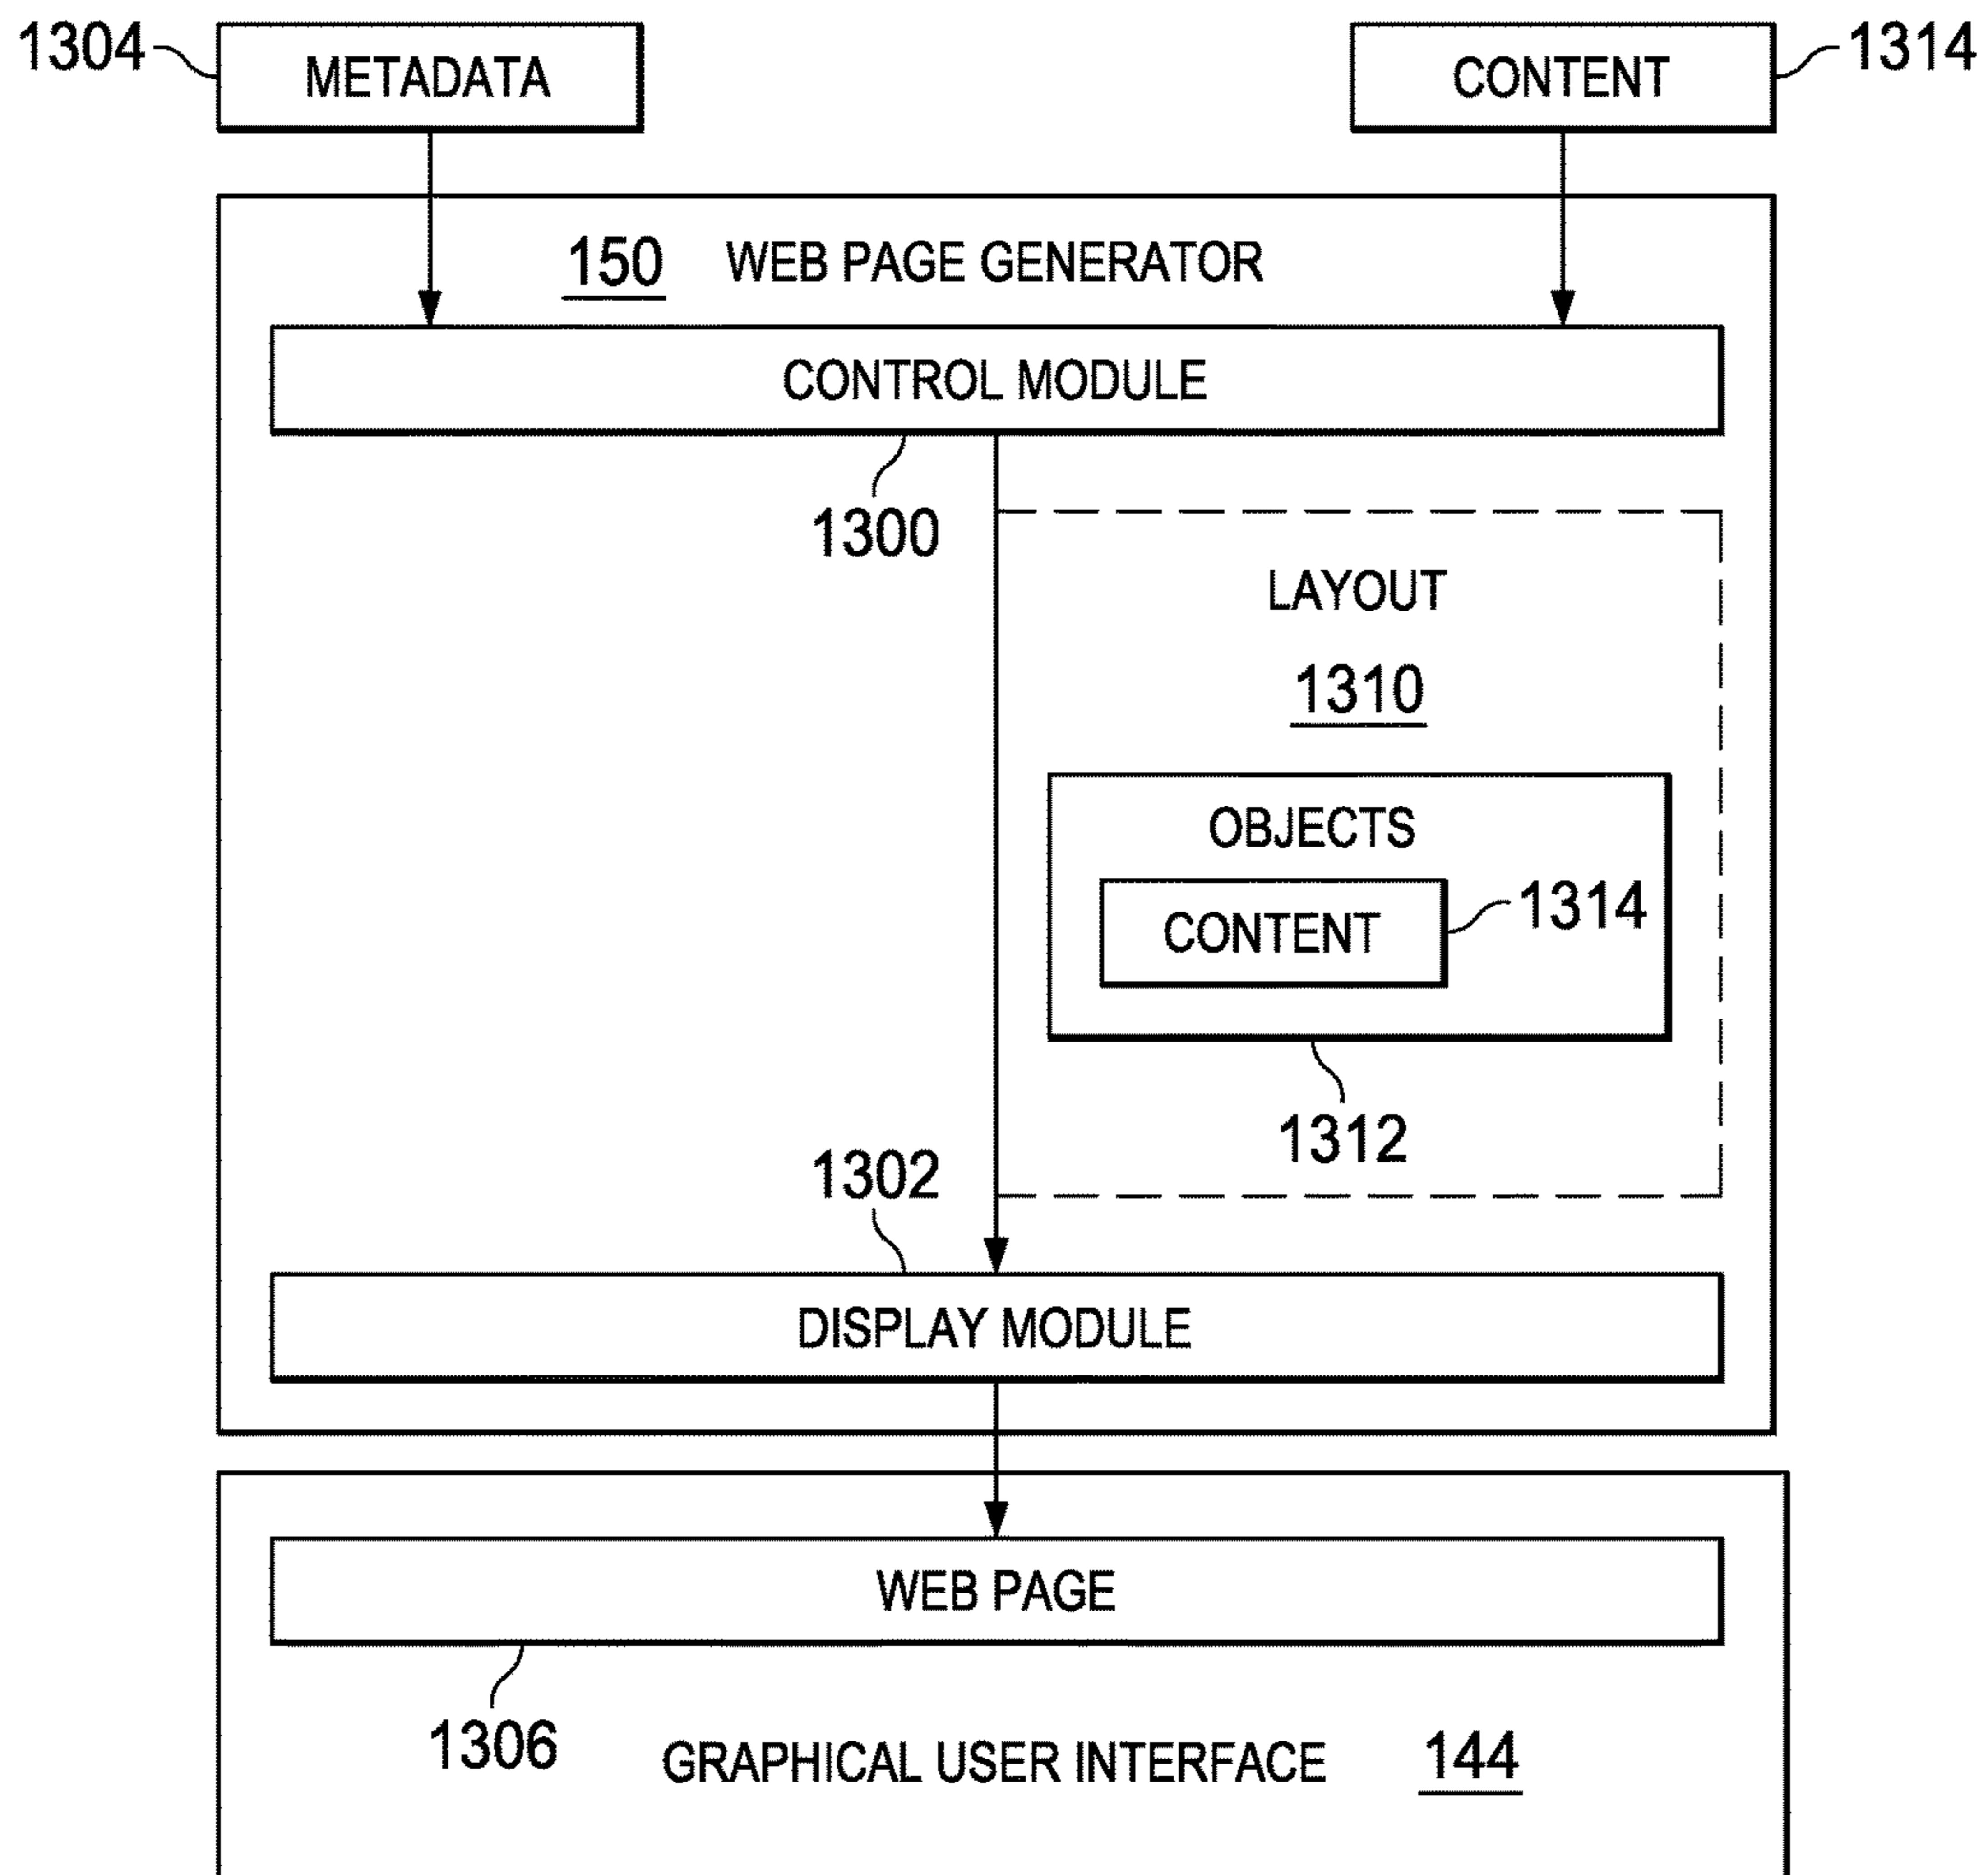 1304 METADATA CONTENT 1314
150 WEB PAGE GENERATOR
CONTROL MODULE
1300
LAYOUT
1310
OBJECTS
CONTENT 1314
1312
1302
DISPLAY MODULE
WEB PAGE
1306 GRAPHICAL USER INTERFACE 144